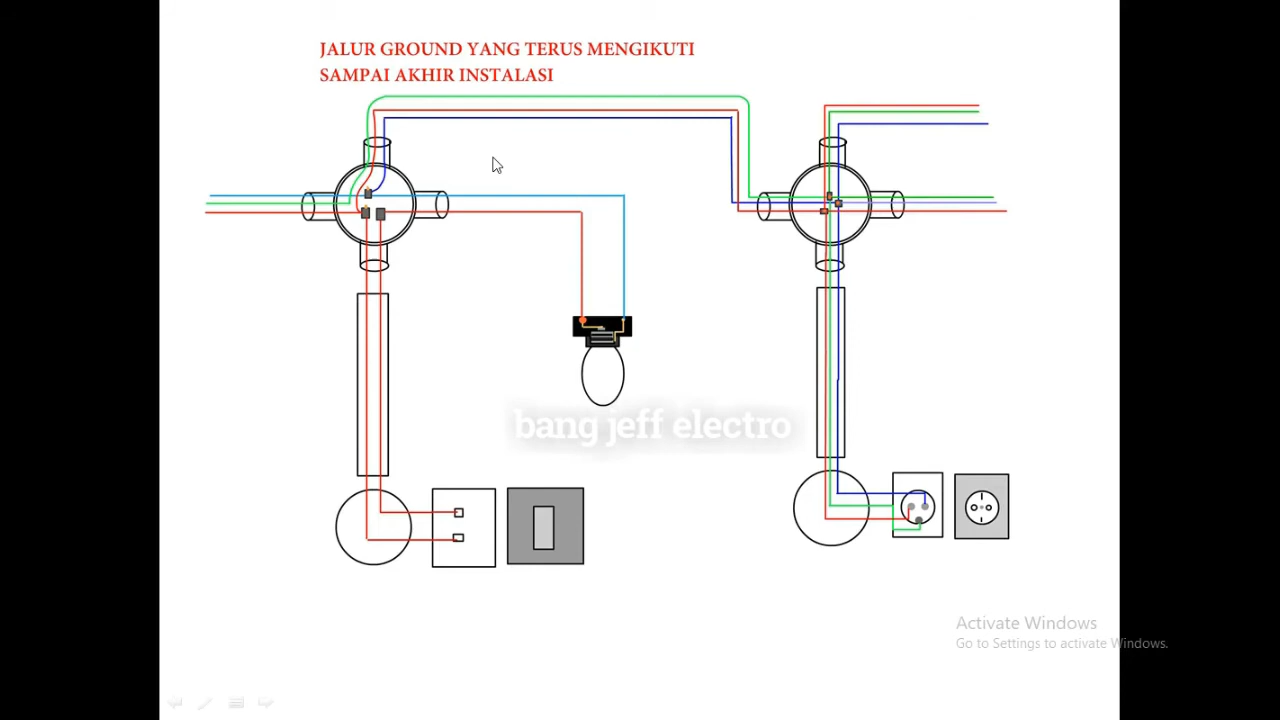 JALUR GROUND YANG TERUS MENGIKUTI
SAMPAI AKHIR INSTALASI
bang jeff electro
Activate Windows
Go to Settings to activate Windows.